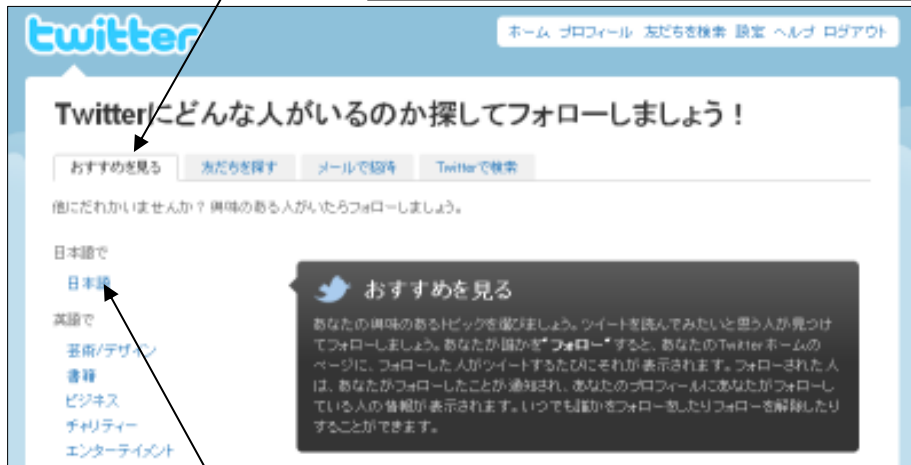 twitter
ホーム プロフィール 友だちを検索 設定 ヘルプ ログアウト
Twitterにどんな人がいるのか探してフォローしましょう！
おすすめを見る 友だちを探す メールで招待 Twitterで検索
他にだれかいませんか？興味のある人がいたらフォローしましょう。
日本語で
日本語
英語で
芸術/デザイン
書籍
ビジネス
チャリティー
エンターテイメント
おすすめを見る
あなたの興味のあるトピックを選びましょう。ツイートを読んでみたいと思う人が見つけ
てフォローしましょう。あなたが誰かを"フォロー"すると、あなたのTwitterホームの
ページに、フォローした人がツイートするたびにそれが表示されます。フォローされた人
は、あなたがフォローしたことが通知され、あなたのプロフィールにあなたがフォローし
ている人の情報が表示されます。いつでも誰かをフォローをしたりフォローを解除したり
することができます。